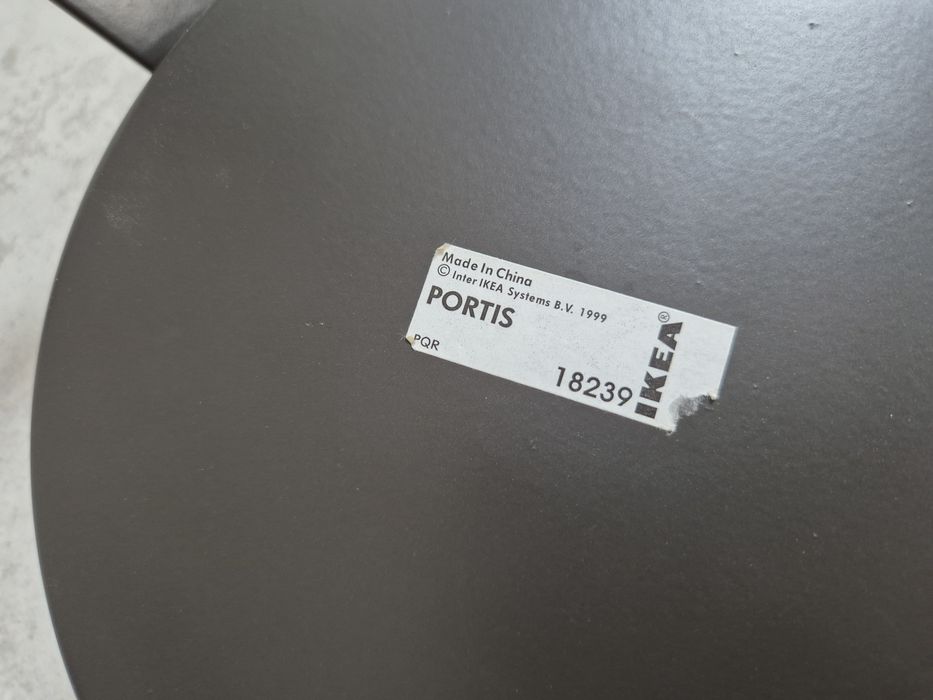 Made In China
© Inter IKEA Systems B.V. 1999
PORTIS
PQR
18239
IKEA®